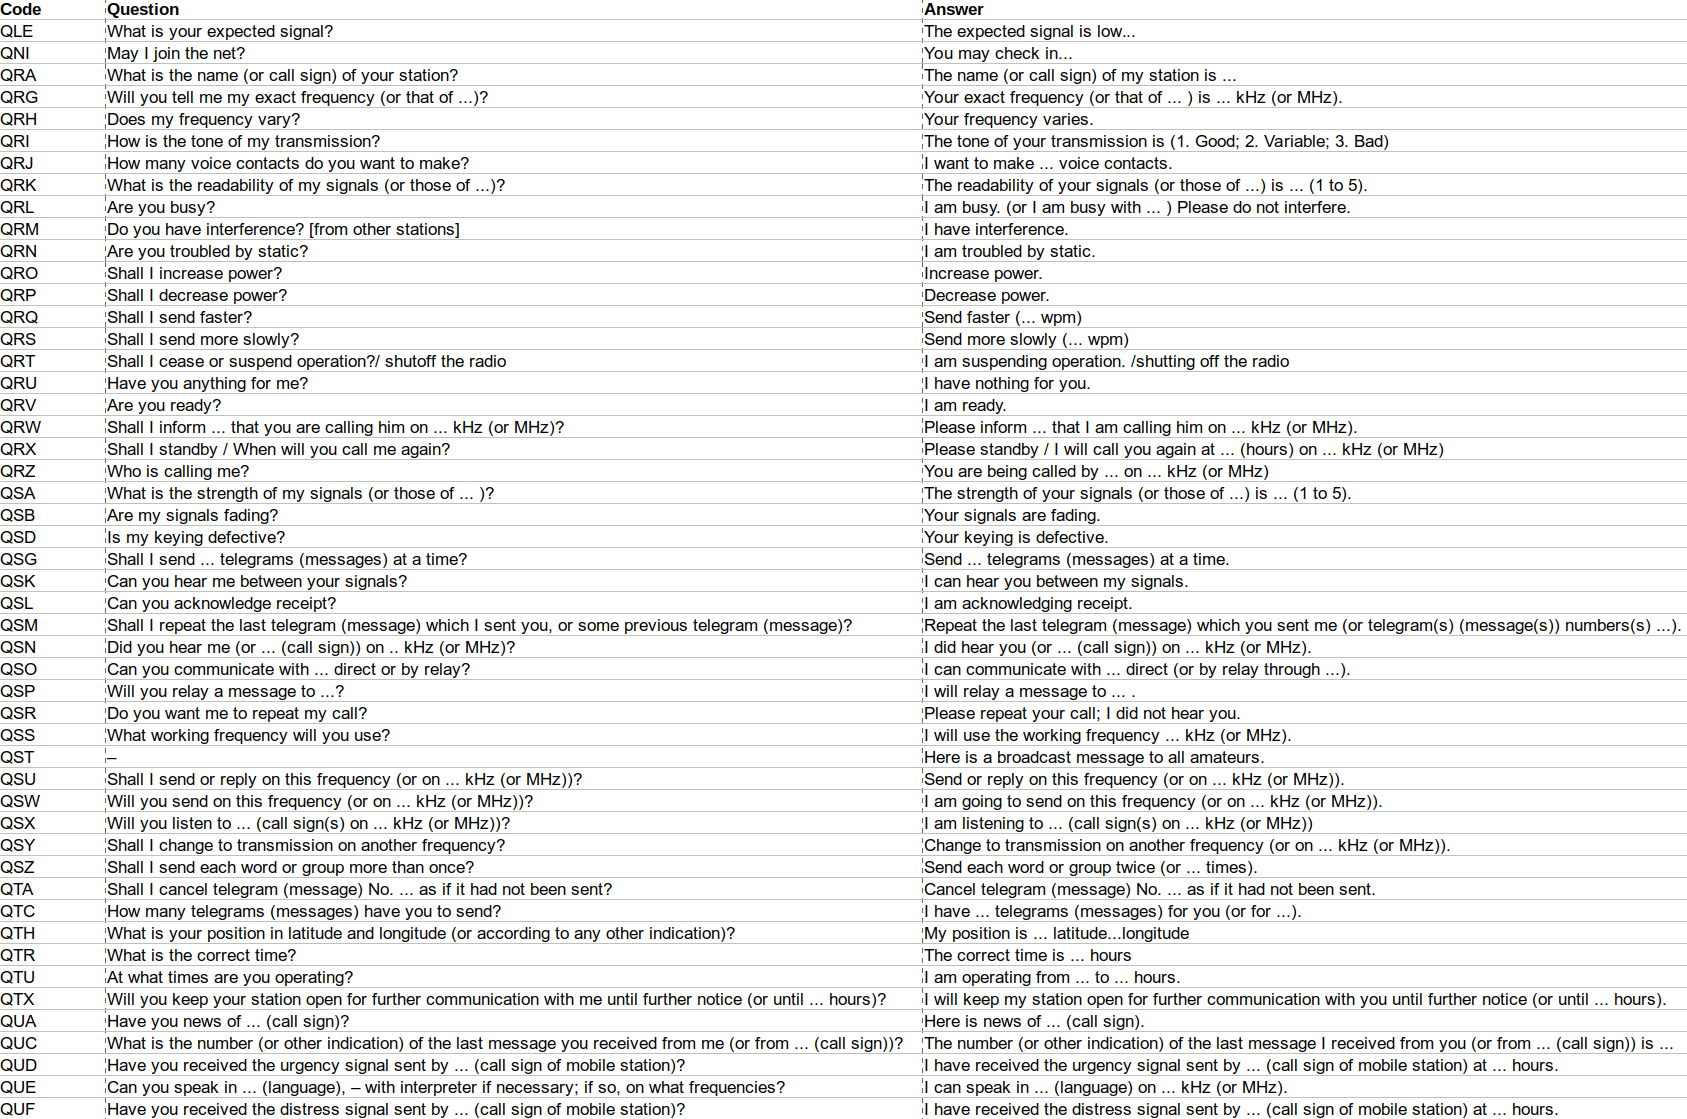 Code Question Answer
QLE What is your expected signal? The expected signal is low...
QNI May I join the net? You may check in...
QRA What is the name (or call sign) of your station? The name (or call sign) of my station is ...
QRG Will you tell me my exact frequency (or that of ...)? Your exact frequency (or that of ... ) is ... kHz (or MHz).
QRH Does my frequency vary? Your frequency varies.
QRI How is the tone of my transmission? The tone of your transmission is (1. Good; 2. Variable; 3. Bad)
QRJ How many voice contacts do you want to make? I want to make ... voice contacts.
QRK What is the readability of my signals (or those of ...)? The readability of your signals (or those of ...) is ... (1 to 5).
QRL Are you busy? I am busy. (or I am busy with ... ) Please do not interfere.
QRM Do you have interference? [from other stations] I have interference.
QRN Are you troubled by static? I am troubled by static.
QRO Shall I increase power? Increase power.
QRP Shall I decrease power? Decrease power.
QRQ Shall I send faster? Send faster (... wpm)
QRS Shall I send more slowly? Send more slowly (... wpm)
QRT Shall I cease or suspend operation?/ shutoff the radio I am suspending operation. /shutting off the radio
QRU Have you anything for me? I have nothing for you.
QRV Are you ready? I am ready.
QRW Shall I inform ... that you are calling him on ... kHz (or MHz)? Please inform ... that I am calling him on ... kHz (or MHz).
QRX Shall I standby / When will you call me again? Please standby / I will call you again at ... (hours) on ... kHz (or MHz)
QRZ Who is calling me? You are being called by ... on ... kHz (or MHz)
QSA What is the strength of my signals (or those of ... )? The strength of your signals (or those of ...) is ... (1 to 5).
QSB Are my signals fading? Your signals are fading.
QSD Is my keying defective? Your keying is defective.
QSG Shall I send ... telegrams (messages) at a time? Send ... telegrams (messages) at a time.
QSK Can you hear me between your signals? I can hear you between my signals.
QSL Can you acknowledge receipt? I am acknowledging receipt.
QSM Shall I repeat the last telegram (message) which I sent you, or some previous telegram (message)? Repeat the last telegram (message) which you sent me (or telegram(s) (message(s)) numbers(s) ...).
QSN Did you hear me (or ... (call sign)) on .. kHz (or MHz)? I did hear you (or ... (call sign)) on ... kHz (or MHz).
QSO Can you communicate with ... direct or by relay? I can communicate with ... direct (or by relay through ...).
QSP Will you relay a message to ...? I will relay a message to ... .
QSR Do you want me to repeat my call? Please repeat your call; I did not hear you.
QSS What working frequency will you use? I will use the working frequency ... kHz (or MHz).
QST – Here is a broadcast message to all amateurs.
QSU Shall I send or reply on this frequency (or on ... kHz (or MHz))? Send or reply on this frequency (or on ... kHz (or MHz)).
QSW Will you send on this frequency (or on ... kHz (or MHz))? I am going to send on this frequency (or on ... kHz (or MHz)).
QSX Will you listen to ... (call sign(s) on ... kHz (or MHz))? I am listening to ... (call sign(s) on ... kHz (or MHz))
QSY Shall I change to transmission on another frequency? Change to transmission on another frequency (or on ... kHz (or MHz)).
QSZ Shall I send each word or group more than once? Send each word or group twice (or ... times).
QTA Shall I cancel telegram (message) No. ... as if it had not been sent? Cancel telegram (message) No. ... as if it had not been sent.
QTC How many telegrams (messages) have you to send? I have ... telegrams (messages) for you (or for ...).
QTH What is your position in latitude and longitude (or according to any other indication)? My position is ... latitude...longitude
QTR What is the correct time? The correct time is ... hours
QTU At what times are you operating? I am operating from ... to ... hours.
QTX Will you keep your station open for further communication with me until further notice (or until ... hours)? I will keep my station open for further communication with you until further notice (or until ... hours).
QUA Have you news of ... (call sign)? Here is news of ... (call sign).
QUC What is the number (or other indication) of the last message you received from me (or from ... (call sign))? The number (or other indication) of the last message I received from you (or from ... (call sign)) is ...
QUD Have you received the urgency signal sent by ... (call sign of mobile station)? I have received the urgency signal sent by ... (call sign of mobile station) at ... hours.
QUE Can you speak in ... (language), – with interpreter if necessary; if so, on what frequencies? I can speak in ... (language) on ... kHz (or MHz).
QUF Have you received the distress signal sent by ... (call sign of mobile station)? I have received the distress signal sent by ... (call sign of mobile station) at ... hours.